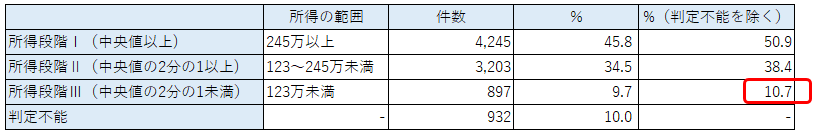 所得の範囲 件数 % %（判定不能を除く）
所得段階Ⅰ（中央値以上） 245万以上 4,245 45.8 50.9
所得段階Ⅱ（中央値の2分の1以上） 123～245万未満 3,203 34.5 38.4
所得段階Ⅲ（中央値の2分の1未満） 123万未満 897 9.7 10.7
判定不能 - 932 10.0 -